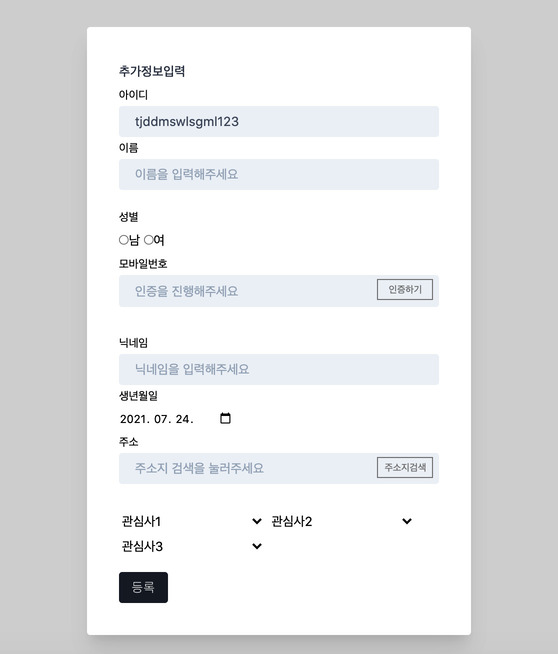 추가정보입력
아이디
tjddmswlsgml123
이름
이름을 입력해주세요
성별
남 여
모바일번호
인증을 진행해주세요 인증하기
닉네임
닉네임을 입력해주세요
생년월일
2021. 07. 24.
주소
주소지 검색을 눌러주세요 주소지검색
관심사1 관심사2
관심사3
등록